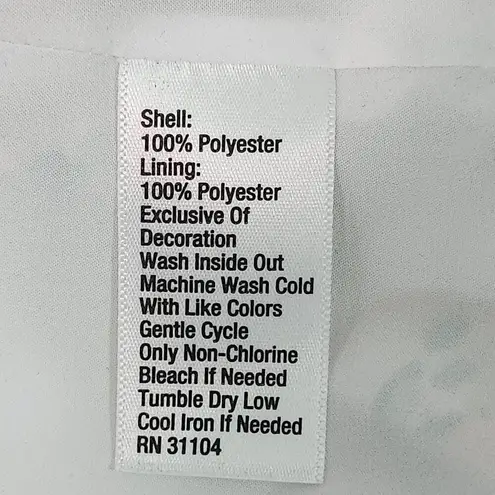 Shell:
100% Polyester
Lining:
100% Polyester
Exclusive Of
Decoration
Wash Inside Out
Machine Wash Cold
With Like Colors
Gentle Cycle
Only Non-Chlorine
Bleach If Needed
Tumble Dry Low
Cool Iron If Needed
RN 31104